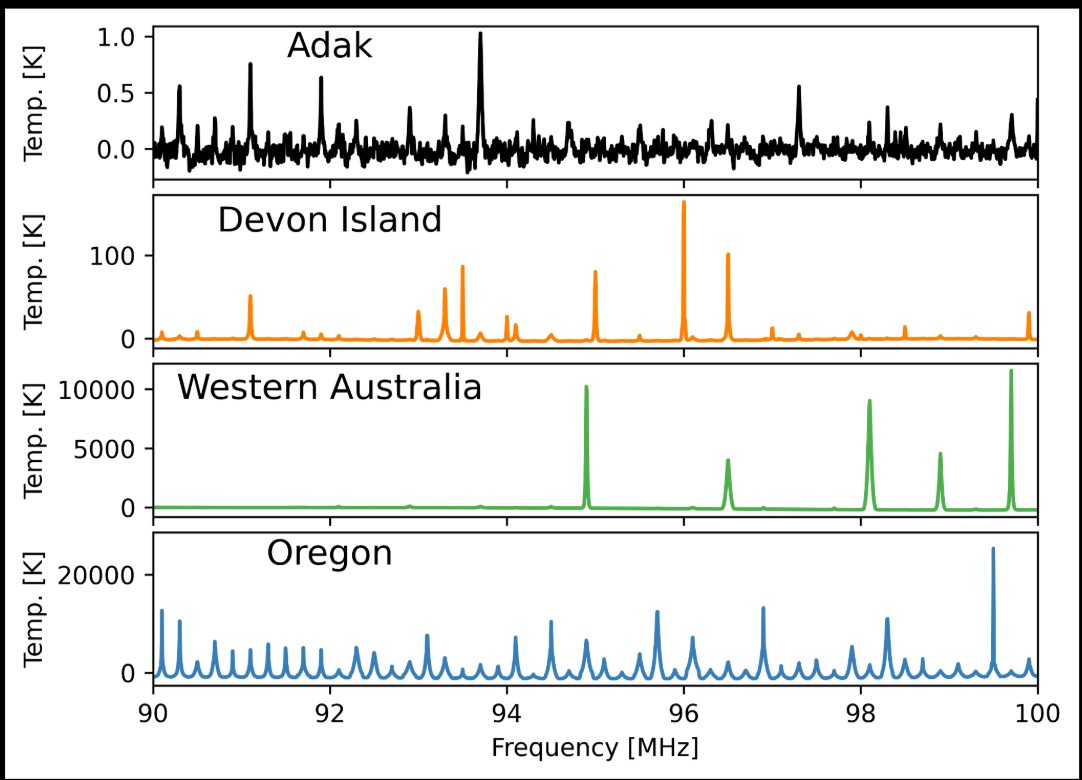 Adak
Temp. [K]
1.0
0.5
0.0
Devon Island
Temp. [K]
100
0
Western Australia
Temp. [K]
10000
5000
0
Oregon
Temp. [K]
20000
0
90 92 94 96 98 100
Frequency [MHz]